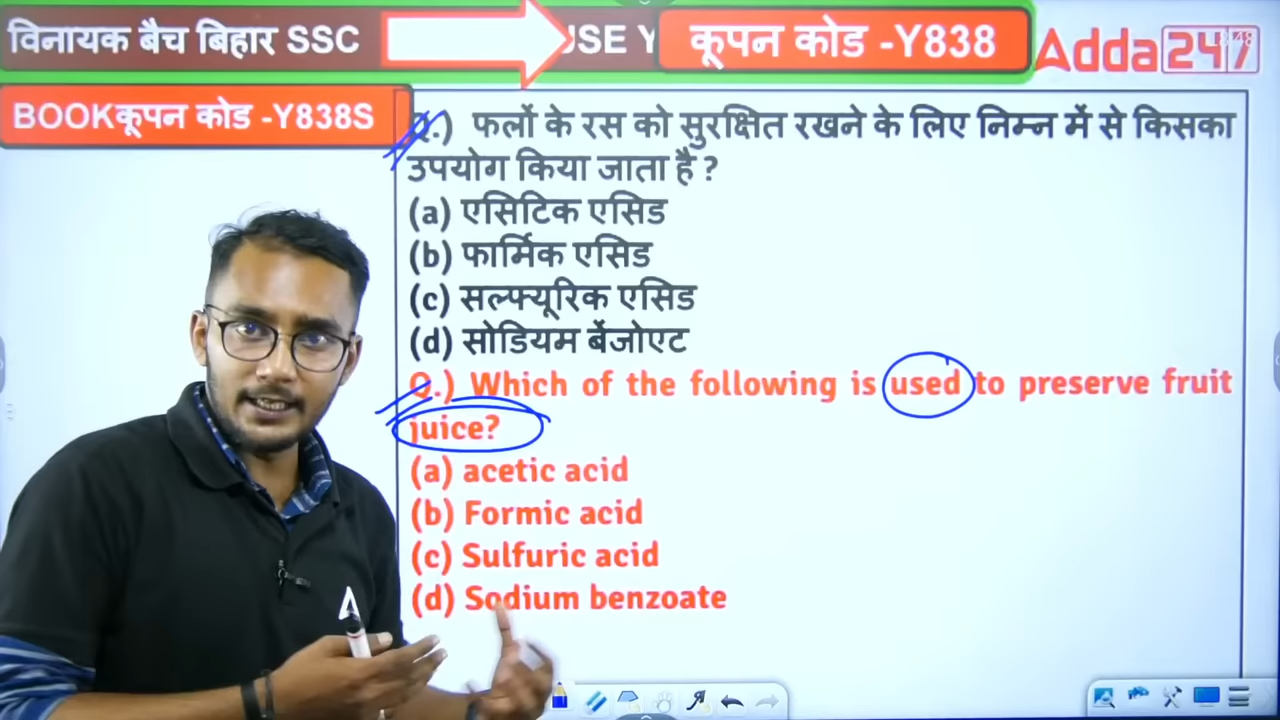 विनायक बैच बिहार SSC
USE Y
कूपन कोड -Y838
Adda247
BOOKकूपन कोड -Y838S
Q.) फलों के रस को सुरक्षित रखने के लिए निम्न में से किसका
उपयोग किया जाता है ?
(a) एसिटिक एसिड
(b) फार्मिक एसिड
(c) सल्फ्यूरिक एसिड
(d) सोडियम बेंजोएट
Q.) Which of the following is used to preserve fruit
juice?
(a) acetic acid
(b) Formic acid
(c) Sulfuric acid
(d) Sodium benzoate